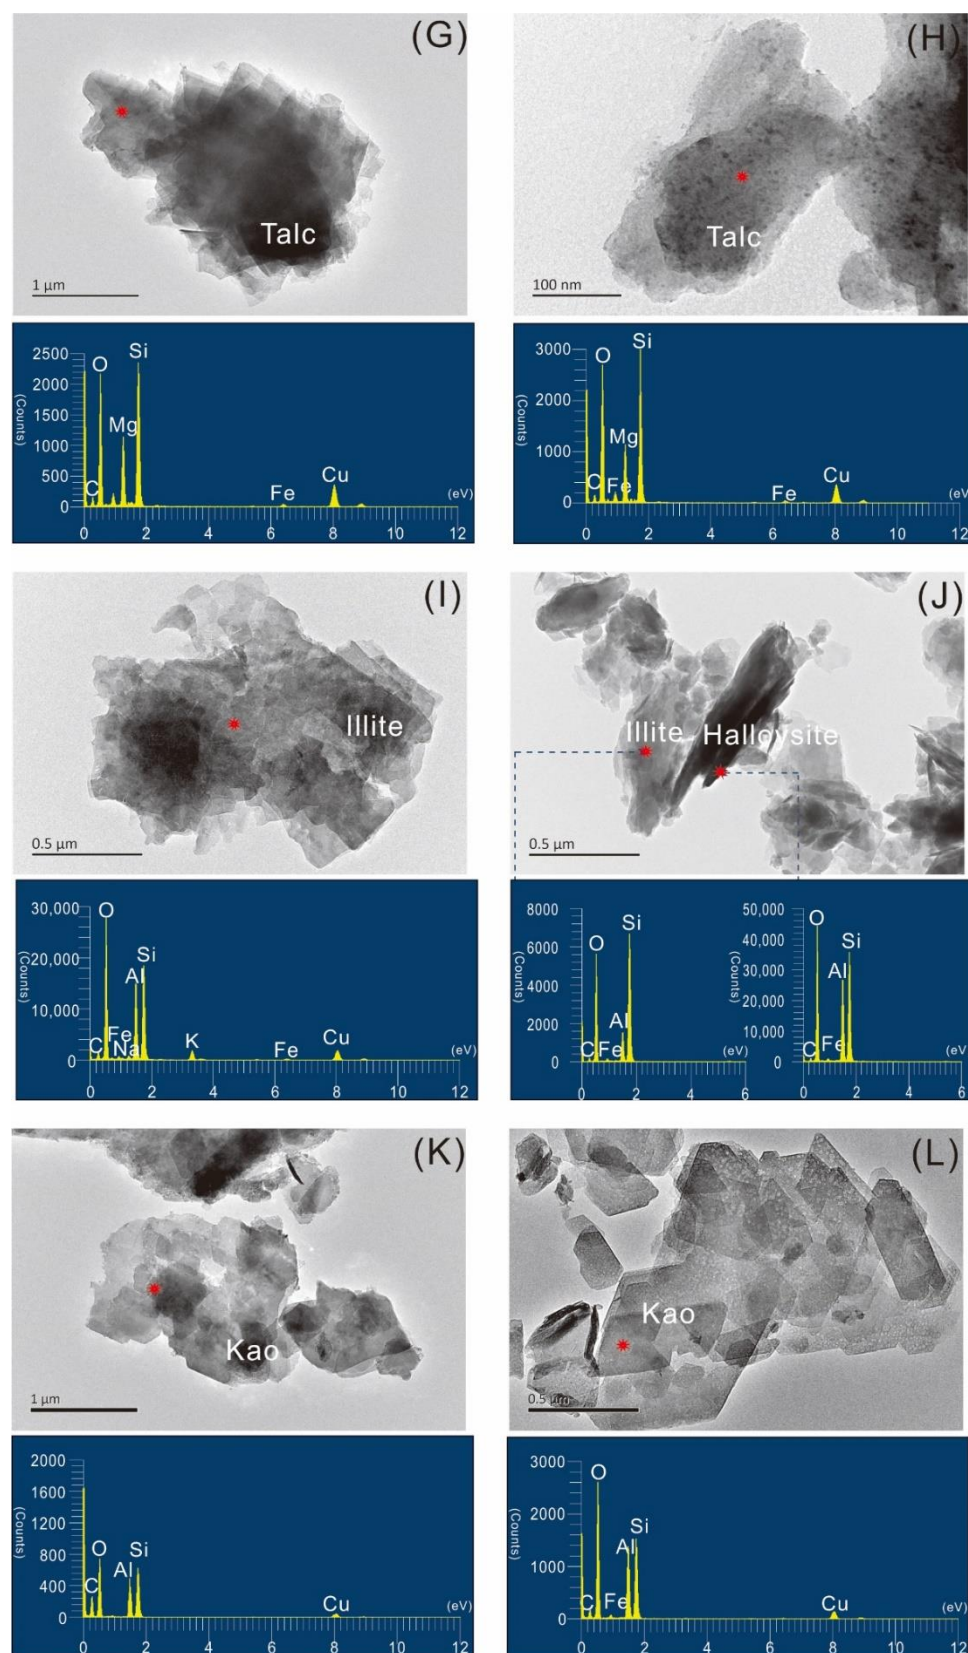 (G)
Talc
1 μm
(H)
Talc
100 nm
(Counts)
2500
2000
1500
1000
500
0
C
O
Mg
Si
Fe
Cu
(eV)
0 2 4 6 8 10 12
(Counts)
3000
2000
1000
0
C
O
Fe
Mg
Si
Fe
Cu
(eV)
0 2 4 6 8 10 12
(I)
Illite
0.5 μm
(J)
Illite Halloysite
0.5 μm
(Counts)
30,000
20,000
10,000
0
C
O
Fe
Na
Al
Si
K
Fe
Cu
(eV)
0 2 4 6 8 10 12
(Counts)
8000
6000
4000
2000
0
C
O
Fe
Al
Si
(eV)
0 2 4 6
(Counts)
50,000
40,000
30,000
20,000
10,000
0
C
O
Fe
Al
Si
(eV)
0 2 4 6
(K)
Kao
1 μm
(L)
Kao
0.5 μm
(Counts)
2000
1600
1200
800
400
0
C
O
Al
Si
Cu
(eV)
0 2 4 6 8 10 12
(Counts)
3000
2000
1000
0
C
O
Fe
Al
Si
Cu
(eV)
0 2 4 6 8 10 12